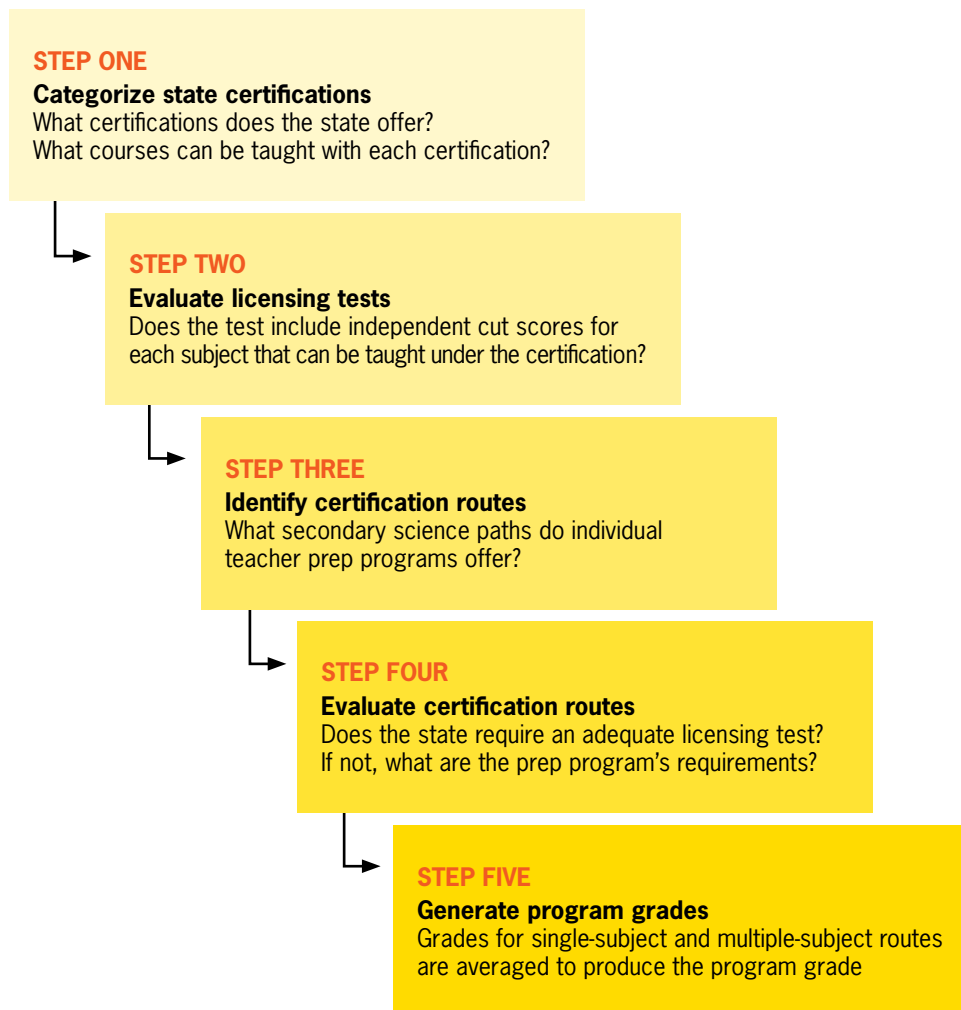 STEP ONE
Categorize state certifications
What certifications does the state offer?
What courses can be taught with each certification?
STEP TWO
Evaluate licensing tests
Does the test include independent cut scores for
each subject that can be taught under the certification?
STEP THREE
Identify certification routes
What secondary science paths do individual
teacher prep programs offer?
STEP FOUR
Evaluate certification routes
Does the state require an adequate licensing test?
If not, what are the prep program’s requirements?
STEP FIVE
Generate program grades
Grades for single-subject and multiple-subject routes
are averaged to produce the program grade